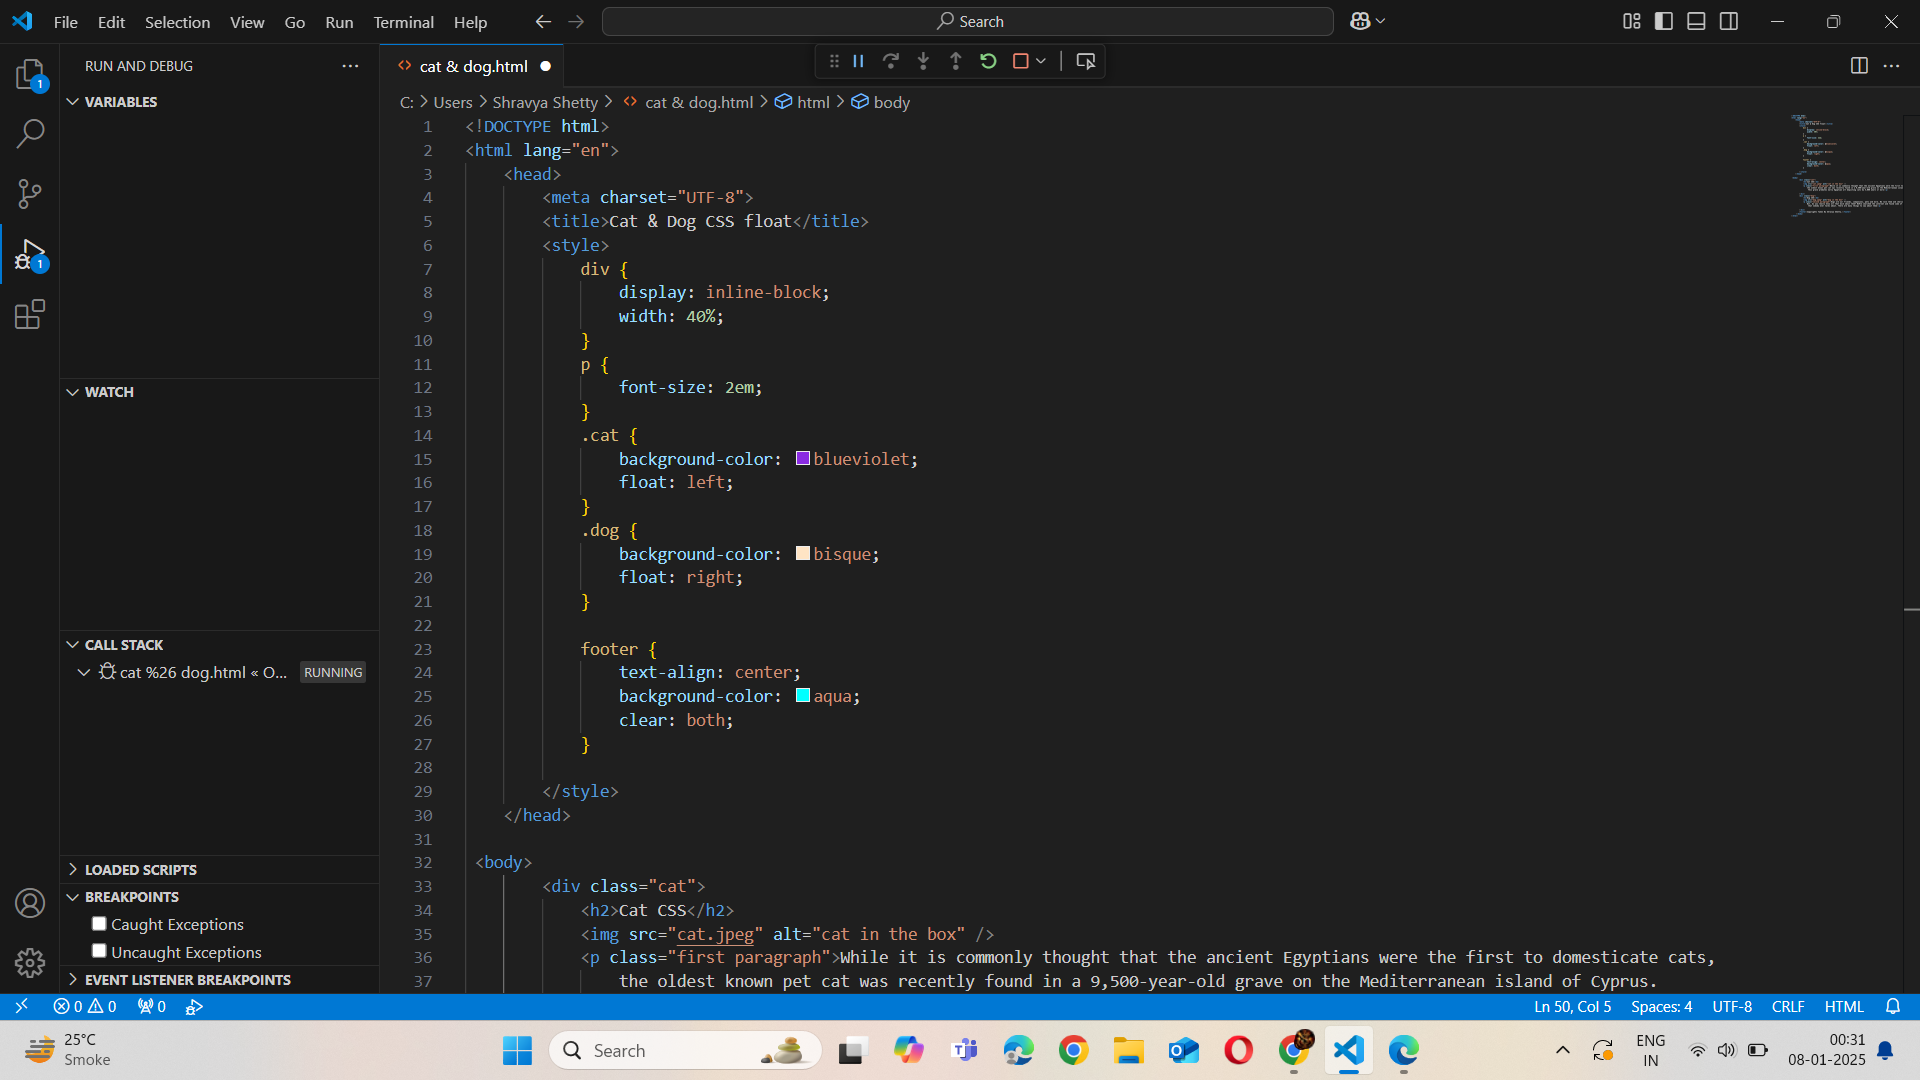 File Edit Selection View Go Run Terminal Help
Search
RUN AND DEBUG
cat & dog.html
VARIABLES
C: > Users > Shravya Shetty > cat & dog.html > html > body
1 <!DOCTYPE html>
2 <html lang="en">
3 <head>
4 <meta charset="UTF-8">
5 <title>Cat & Dog CSS float</title>
6 <style>
7 div {
8 display: inline-block;
9 width: 40%;
10 }
11 p {
12 font-size: 2em;
13 }
14 .cat {
15 background-color: blueviolet;
16 float: left;
17 }
18 .dog {
19 background-color: bisque;
20 float: right;
21 }
22
23 footer {
24 text-align: center;
25 background-color: aqua;
26 clear: both;
27 }
28
29 </style>
30 </head>
31
32 <body>
33 <div class="cat">
34 <h2>Cat CSS</h2>
35 <img src="cat.jpeg" alt="cat in the box" />
36 <p class="first paragraph">While it is commonly thought that the ancient Egyptians were the first to domesticate cats,
37 the oldest known pet cat was recently found in a 9,500-year-old grave on the Mediterranean island of Cyprus.
WATCH
CALL STACK
cat %26 dog.html « O... RUNNING
LOADED SCRIPTS
BREAKPOINTS
Caught Exceptions
Uncaught Exceptions
EVENT LISTENER BREAKPOINTS
1
1
0 0 0
Ln 50, Col 5 Spaces: 4 UTF-8 CRLF HTML
25°C
Smoke
Search
ENG
IN
00:31
08-01-2025